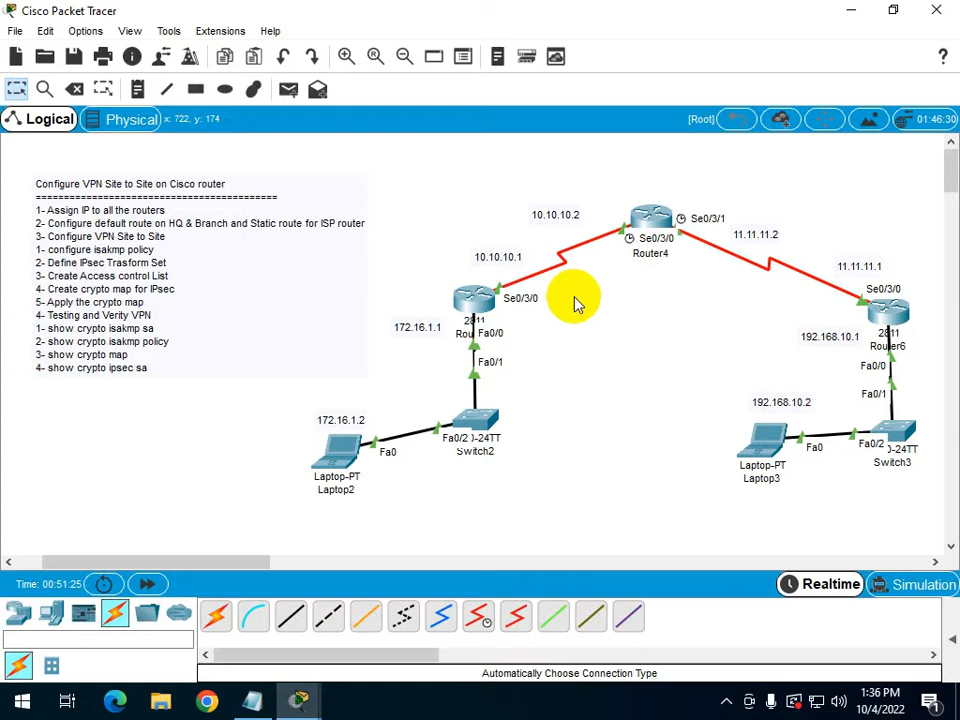 Cisco Packet Tracer
File Edit Options View Tools Extensions Help
?
Logical Physical x: 722, y: 174 [Root] 01:46:30
Configure VPN Site to Site on Cisco router
============================================
1- Assign IP to all the routers
2- Configure default route on HQ & Branch and Static route for ISP router
3- Configure VPN Site to Site
1- configure isakmp policy
2- Define IPsec Trasform Set
3- Create Access control List
4- Create crypto map for IPsec
5- Apply the crypto map
4- Testing and Verity VPN
1- show crypto isakmp sa
2- show crypto isakmp policy
3- show crypto map
4- show crypto ipsec sa
10.10.10.2
Se0/3/1
Se0/3/0
Router4
11.11.11.2
10.10.10.1
11.11.11.1
Se0/3/0
Se0/3/0
172.16.1.1
2811
Rou
Fa0/0
2811
Router6
192.168.10.1
Fa0/1
Fa0/0
Fa0/1
192.168.10.2
172.16.1.2
Fa0/2
)-24TT
Switch2
Fa0
Laptop-PT
Laptop2
Fa0/2
)-24TT
Switch3
Fa0
Laptop-PT
Laptop3
Time: 00:51:25
Realtime Simulation
Automatically Choose Connection Type
1:36 PM
10/4/2022
1